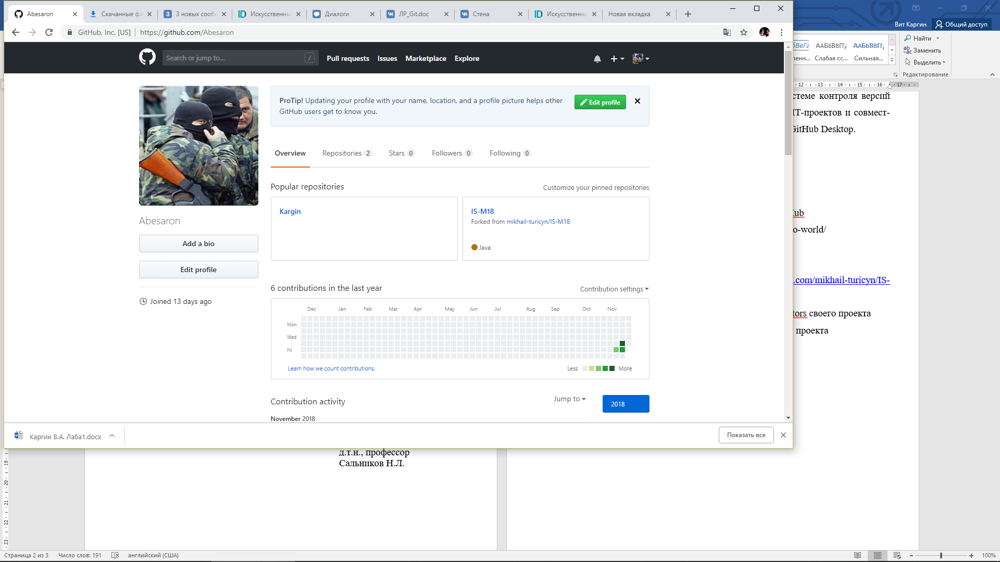 Abesaron
Скачанные фа
3 новых сообщ
Искусственны
Диалоги
ЛР_Git.doc
Стена
Искусственны
Новая вкладка
GitHub, Inc. [US]
https://github.com/Abesaron
Вит Каргин
Общий доступ
Search or jump to...
/
Pull requests
Issues
Marketplace
Explore
АаБбВвГг, АаБбВвГг,
Слабая сс... Сильная...
Найти
Заменить
Выделить
Редактирование
12 13 14 15 16 17
ProTip! Updating your profile with your name, location, and a profile picture helps other
GitHub users get to know you.
Edit profile
Overview
Repositories 2
Stars 0
Followers 0
Following 0
Popular repositories
Customize your pinned repositories
Kargin
IS-M18
Forked from mikhail-turicyn/IS-M18
Java
Abesaron
Add a bio
Edit profile
Joined 13 days ago
6 contributions in the last year
Contribution settings
Dec Jan Feb Mar Apr May Jun Jul Aug Sep Oct Nov
Mon
Wed
Fri
Learn how we count contributions.
Less
More
Contribution activity
Jump to
2018
November 2018
стеме контроля версий
IT-проектов и совмест-
GitHub Desktop.
o-world/
.com/mikhail-turicyn/IS-
tors своего проекта
проекта
Каргин В.А. Лаба1.docx
Показать все
д.т.н., профессор
Сальников Н.Л.
19
20
21
22
23
Страница 2 из 3
Число слов: 191
английский (США)
100%